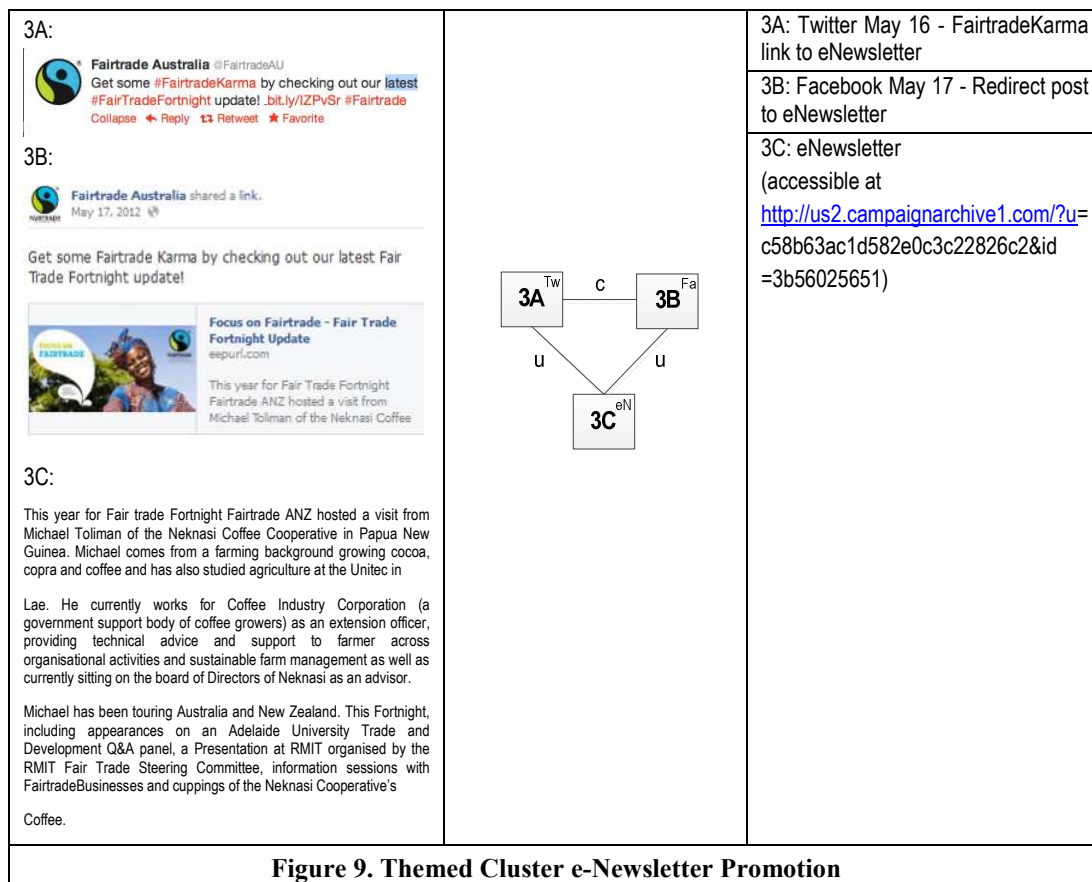 3A:
Fairtrade Australia @FairtradeAU
Get some #FairtradeKarma by checking out our latest
#FairTradeFortnight update! .bit.ly/IZPvSr #Fairtrade
Collapse Reply Retweet Favorite
3B:
Fairtrade Australia shared a link.
May 17, 2012
FAIRTRADE
Get some Fairtrade Karma by checking out our latest Fair
Trade Fortnight update!
FOCUS ON
FAIRTRADE
Focus on Fairtrade - Fair Trade
Fortnight Update
eepurl.com
This year for Fair Trade Fortnight
Fairtrade ANZ hosted a visit from
Michael Toliman of the Neknasi Coffee
3C:
This year for Fair trade Fortnight Fairtrade ANZ hosted a visit from
Michael Toliman of the Neknasi Coffee Cooperative in Papua New
Guinea. Michael comes from a farming background growing cocoa,
copra and coffee and has also studied agriculture at the Unitec in
Lae. He currently works for Coffee Industry Corporation (a
government support body of coffee growers) as an extension officer,
providing technical advice and support to farmer across
organisational activities and sustainable farm management as well as
currently sitting on the board of Directors of Neknasi as an advisor.
Michael has been touring Australia and New Zealand. This Fortnight,
including appearances on an Adelaide University Trade and
Development Q&A panel, a Presentation at RMIT organised by the
RMIT Fair Trade Steering Committee, information sessions with
FairtradeBusinesses and cuppings of the Neknasi Cooperative's
Coffee.
3A Tw c 3B Fa
u u
3C eN
3A: Twitter May 16 - FairtradeKarma
link to eNewsletter
3B: Facebook May 17 - Redirect post
to eNewsletter
3C: eNewsletter
(accessible at
http://us2.campaignarchive1.com/?u=
c58b63ac1d582e0c3c22826c2&id
=3b56025651)
Figure 9. Themed Cluster e-Newsletter Promotion